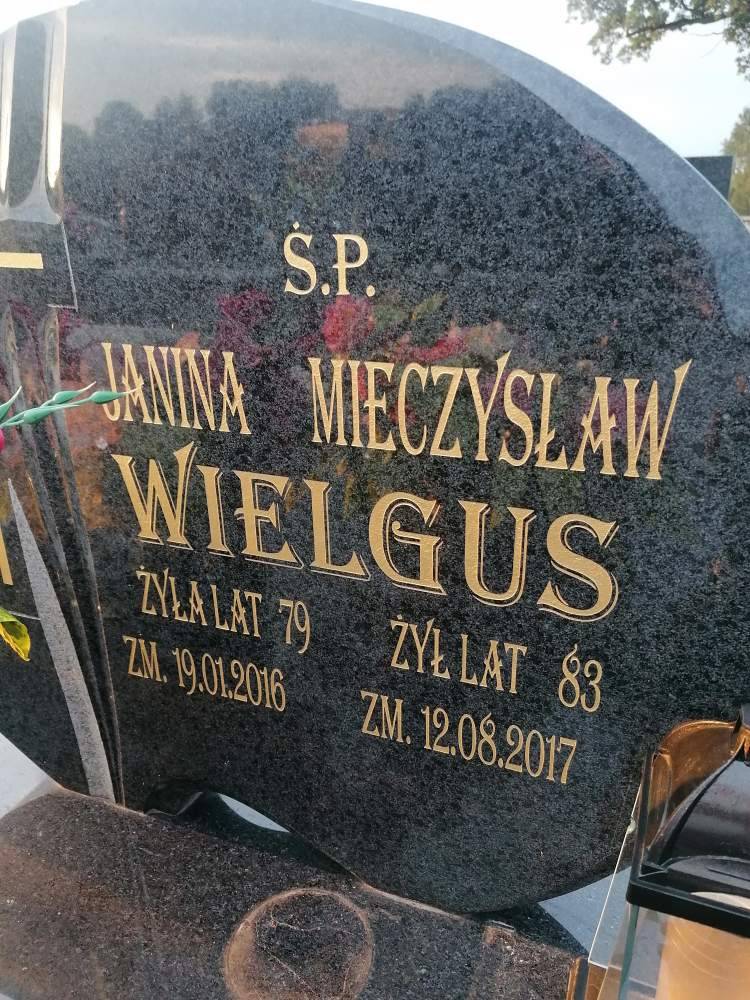 Ś.P.
JANINA MIECZYSŁAW
WIELGUS
ŻYŁA LAT 79 ŻYŁ LAT 83
ZM. 19.01.2016 ZM. 12.08.2017